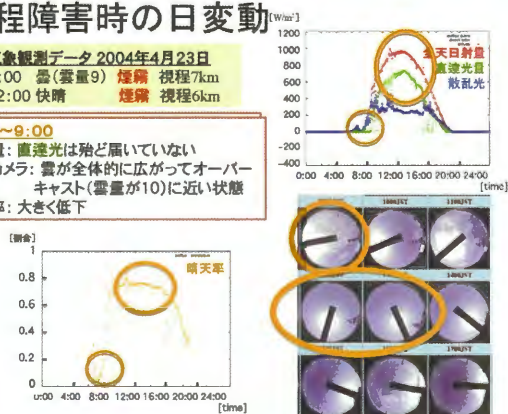 程障害時の日変動
象観測データ 2004年4月23日
:00 曇(雲量9) 煙霧 視程7km
2:00 快晴 煙霧 視程6km
~9:00
量: 直達光は殆ど届いていない
カメラ: 雲が全体的に広がってオーバー
キャスト(雲量が10)に近い状態
率: 大きく低下
[W/m²]
1200
1000
800
600
400
200
0
-200
-400
0:00 4:00 8:00 12:00 16:00 20:00 24:00
[time]
全天日射量
直達光量
散乱光
[割合]
1
0.8
0.6
0.4
0.2
0
0:00 4:00 8:00 12:00 16:00 20:00 24:00
[time]
晴天率
1000JST 1100JST
1400JST
1700JST